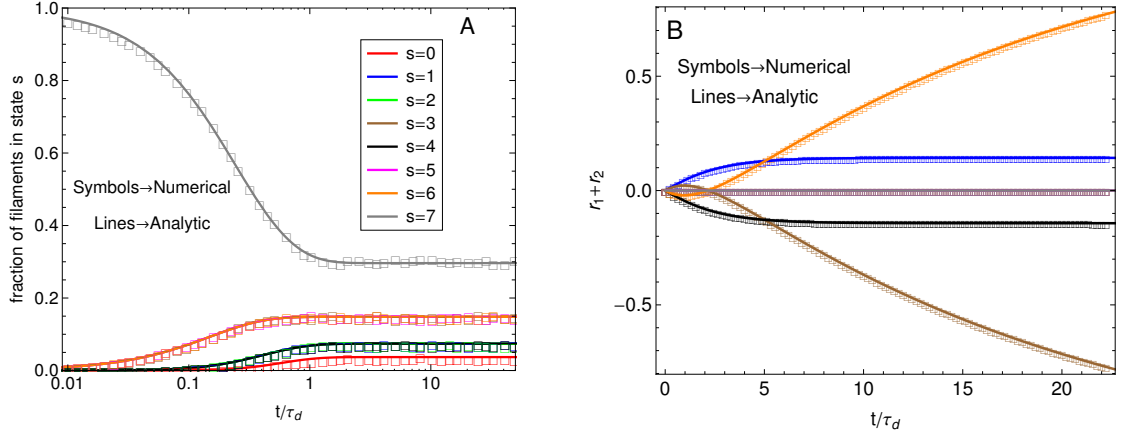 A
fraction of filaments in state s
1.0
0.8
0.6
0.4
0.2
0.0
s=0
s=1
s=2
s=3
s=4
s=5
s=6
s=7
Symbols→Numerical
Lines→Analytic
0.01
0.1
1
10
t/τd
B
r1+r2
0.5
0.0
-0.5
Symbols→Numerical
Lines→Analytic
0
5
10
15
20
t/τd